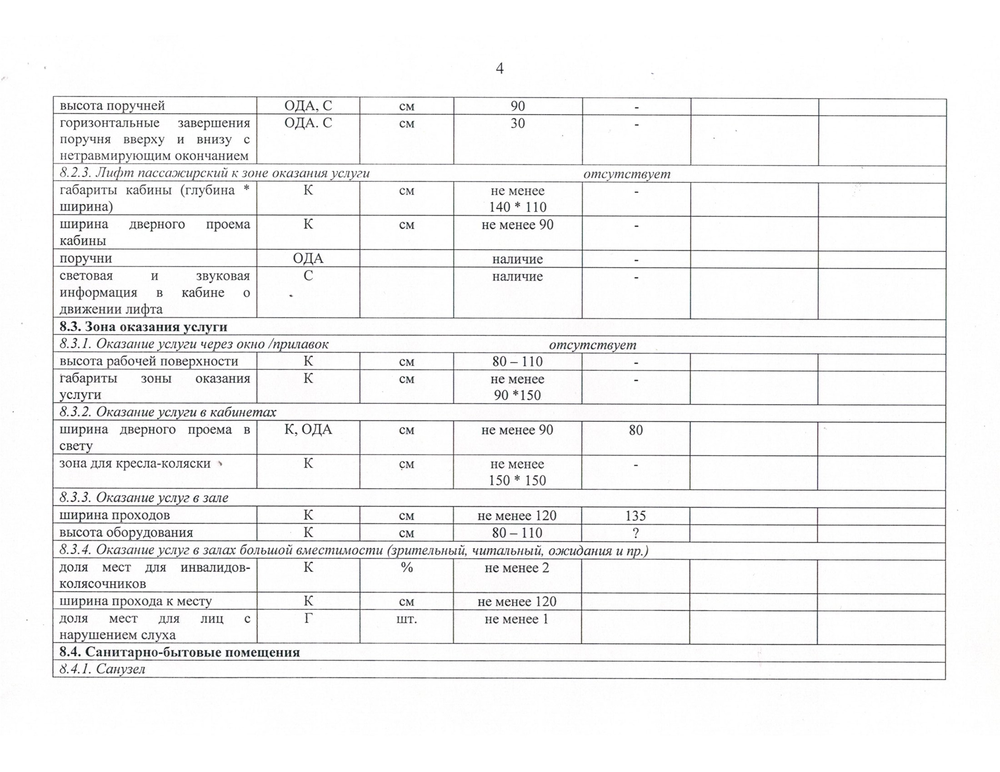 4
высота поручней ОДА, С см 90 -
горизонтальные завершения ОДА. С см 30 -
поручня вверху и внизу с
нетравмирующим окончанием
8.2.3. Лифт пассажирский к зоне оказания услуги отсутствует
габариты кабины (глубина * К см не менее -
ширина) 140 * 110
ширина дверного проема К см не менее 90 -
кабины
поручни ОДА наличие -
световая и звуковая С наличие -
информация в кабине о
движении лифта
8.3. Зона оказания услуги
8.3.1. Оказание услуги через окно /прилавок отсутствует
высота рабочей поверхности К см 80 – 110 -
габариты зоны оказания К см не менее -
услуги 90 *150
8.3.2. Оказание услуги в кабинетах
ширина дверного проема в К, ОДА см не менее 90 80
свету
зона для кресла-коляски К см не менее -
150 * 150
8.3.3. Оказание услуг в зале
ширина проходов К см не менее 120 135
высота оборудования К см 80 – 110 ?
8.3.4. Оказание услуг в залах большой вместимости (зрительный, читальный, ожидания и пр.)
доля мест для инвалидов- К % не менее 2
колясочников
ширина прохода к месту К см не менее 120
доля мест для лиц с Г шт. не менее 1
нарушением слуха
8.4. Санитарно-бытовые помещения
8.4.1. Санузел